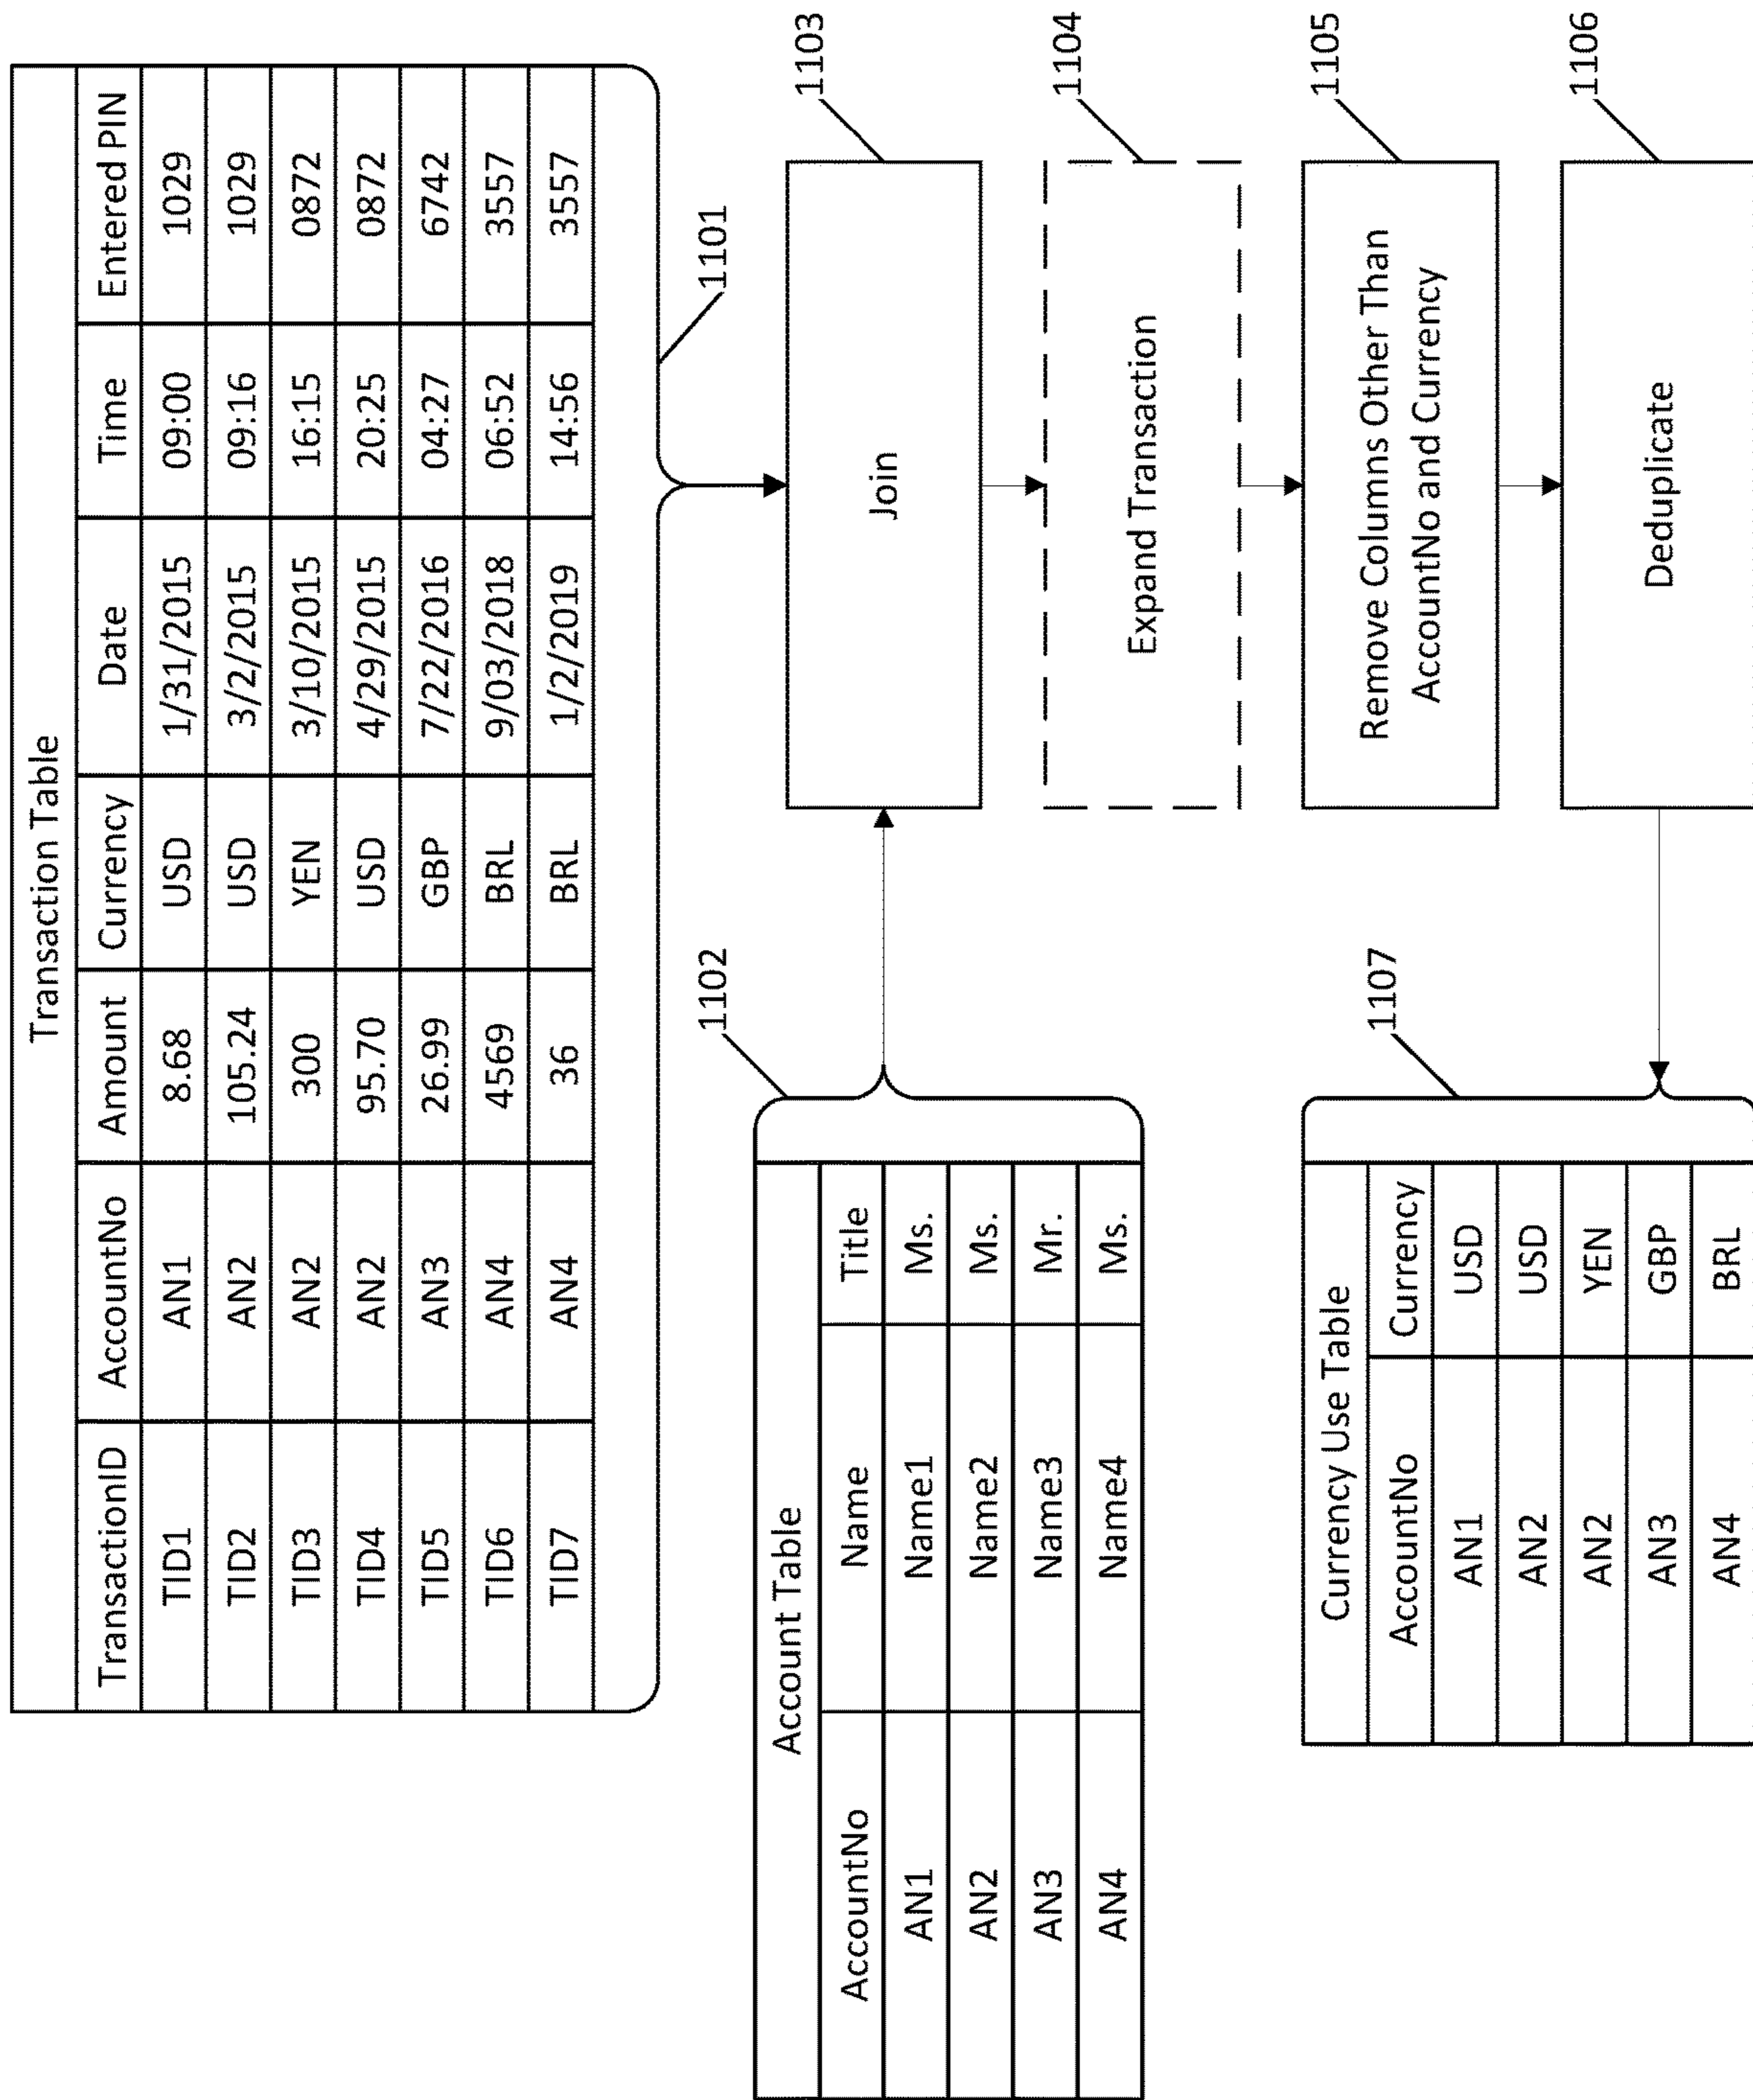 Transaction Table
TransactionID AccountNo Amount Currency Date Time Entered PIN
TID1 AN1 8.68 USD 1/31/2015 09:00 1029
TID2 AN2 105.24 USD 3/2/2015 09:16 1029
TID3 AN2 300 YEN 3/10/2015 16:15 0872
TID4 AN2 95.70 USD 4/29/2015 20:25 0872
TID5 AN3 26.99 GBP 7/22/2016 04:27 6742
TID6 AN4 4569 BRL 9/03/2018 06:52 3557
TID7 AN4 36 BRL 1/2/2019 14:56 3557
1101
1102
Account Table
AccountNo Name Title
AN1 Name1 Ms.
AN2 Name2 Ms.
AN3 Name3 Mr.
AN4 Name4 Ms.
Join
1103
Expand Transaction
1104
Remove Columns Other Than
AccountNo and Currency
1105
Deduplicate
1106
1107
Currency Use Table
AccountNo Currency
AN1 USD
AN2 USD
AN2 YEN
AN3 GBP
AN4 BRL